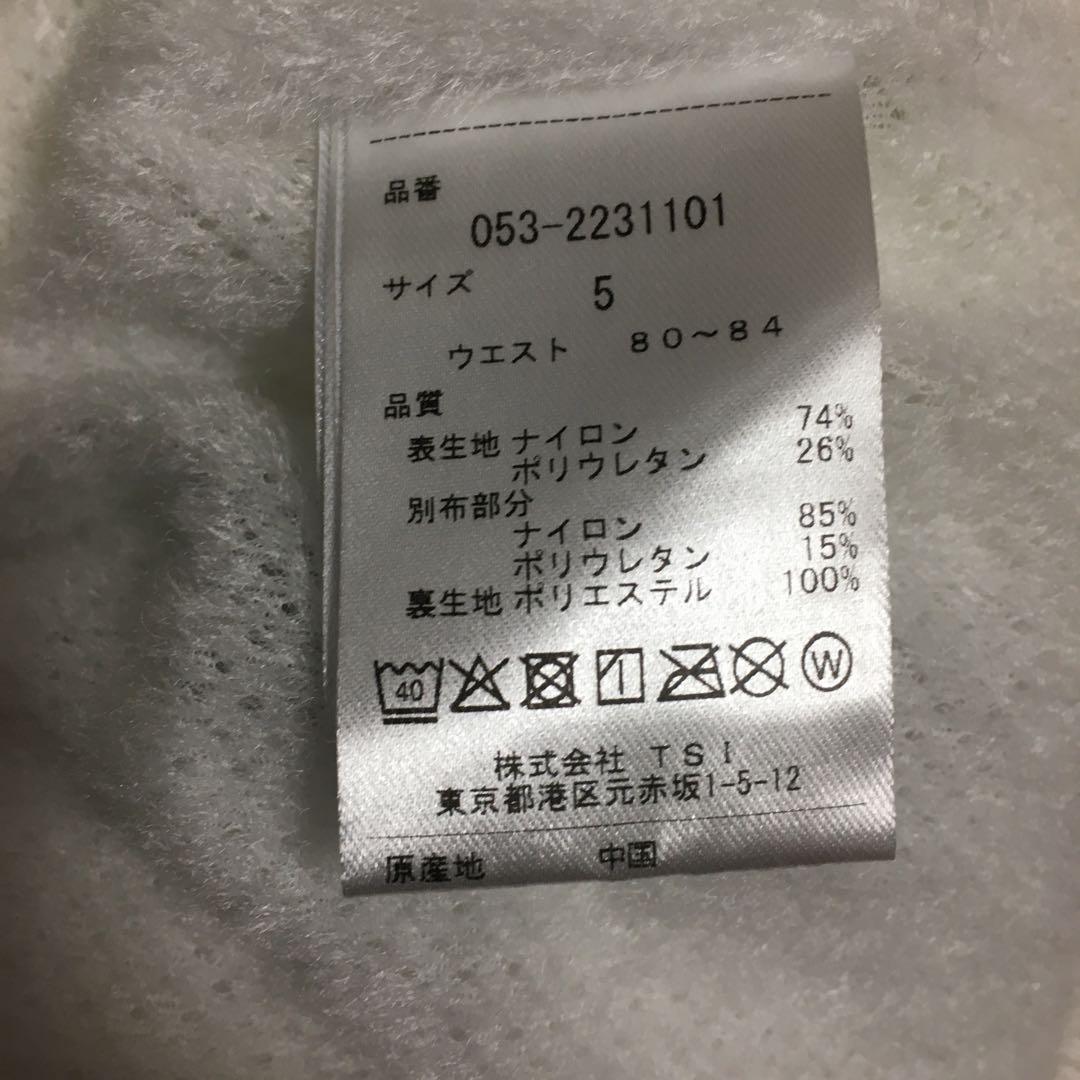 品番
053-2231101
サイズ 5
ウエスト 80～84
品質
表生地 ナイロン 74%
ポリウレタン 26%
別布部分
ナイロン 85%
ポリウレタン 15%
裏生地 ポリエステル 100%
40 W
株式会社 TSI
東京都港区元赤坂1-5-12
原産地 中国